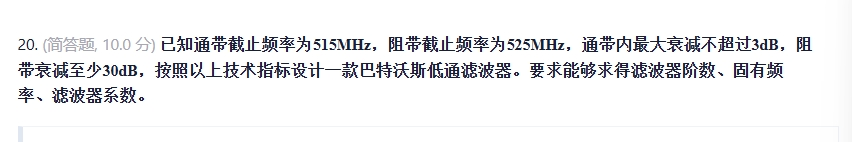 20. (简答题, 10.0 分) 已知通带截止频率为515MHz，阻带截止频率为525MHz，通带内最大衰减不超过3dB，阻
带衰减至少30dB，按照以上技术指标设计一款巴特沃斯低通滤波器。要求能够求得滤波器阶数、固有频
率、滤波器系数。